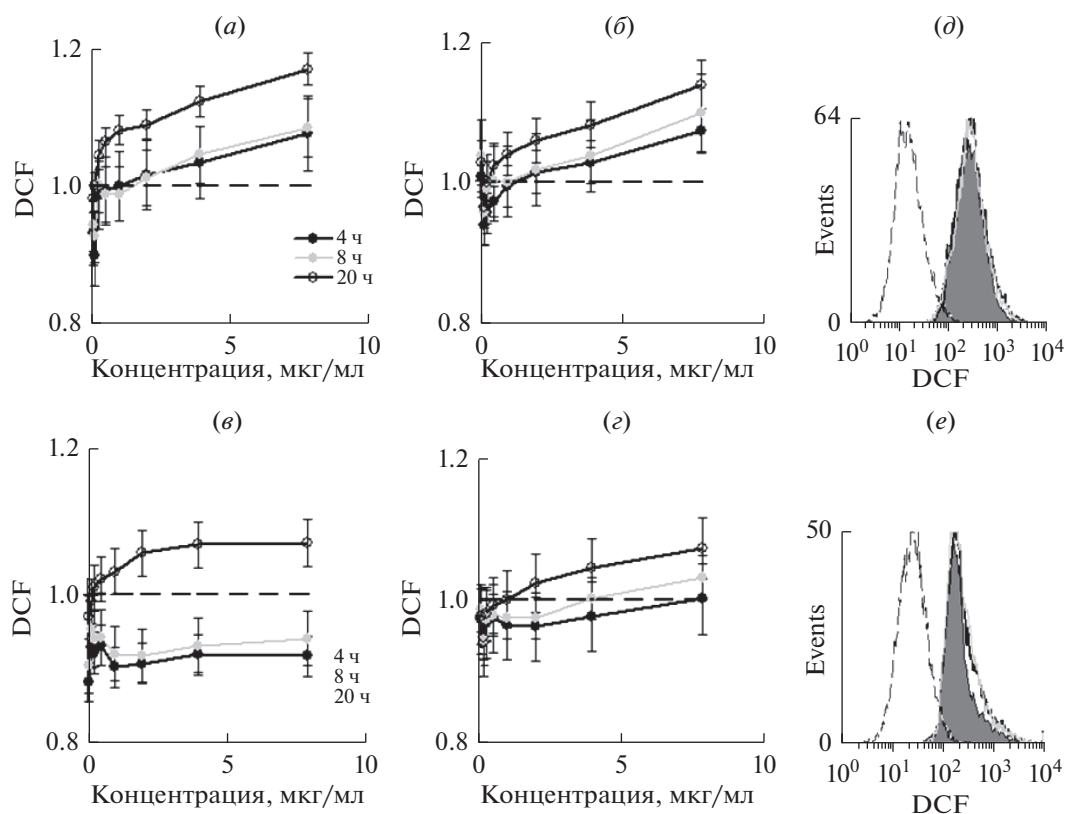 (а)
1.2
1.0
0.8
DCF
4 ч
8 ч
20 ч
0 5 10
Концентрация, мкг/мл
(б)
1.2
1.0
0.8
DCF
0 5 10
Концентрация, мкг/мл
(д)
64
0
Events
10⁰ 10¹ 10² 10³ 10⁴
DCF
(в)
1.2
1.0
0.8
DCF
4 ч
8 ч
20 ч
0 5 10
Концентрация, мкг/мл
(г)
1.2
1.0
0.8
DCF
0 5 10
Концентрация, мкг/мл
(е)
50
0
Events
10⁰ 10¹ 10² 10³ 10⁴
DCF